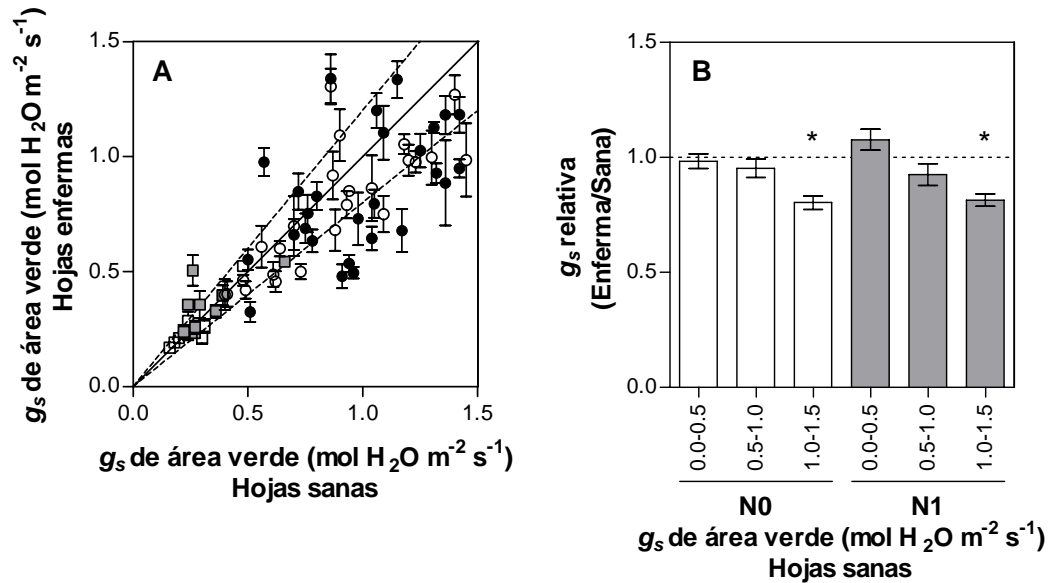 A
1.5
1.0
0.5
0.0
0.0
0.5
1.0
1.5
gs de área verde (mol H2O m-2 s-1)
Hojas enfermas
gs de área verde (mol H2O m-2 s-1)
Hojas sanas
B
1.5
1.0
0.5
0.0
gs relativa
(Enferma/Sana)
*
*
0.0-0.5
0.5-1.0
1.0-1.5
0.0-0.5
0.5-1.0
1.0-1.5
N0
N1
gs de área verde (mol H2O m-2 s-1)
Hojas sanas